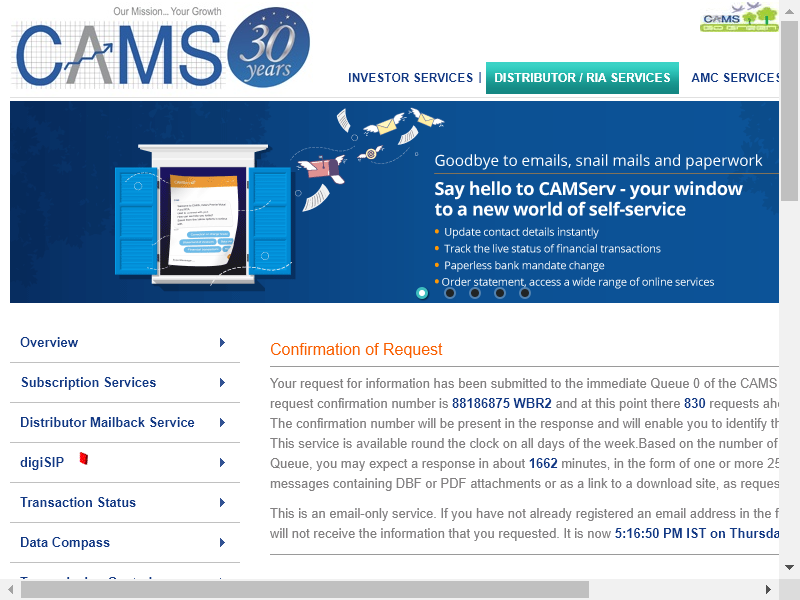 Our Mission... Your Growth
CAMS
30
years
CAMS
GO GREEN
INVESTOR SERVICES |
DISTRIBUTOR / RIA SERVICES
AMC SERVICES
Goodbye to emails, snail mails and paperwork
Say hello to CAMServ - your window
to a new world of self-service
• Update contact details instantly
• Track the live status of financial transactions
• Paperless bank mandate change
• Order statement, access a wide range of online services
Overview
Subscription Services
Distributor Mailback Service
digiSIP
Transaction Status
Data Compass
Confirmation of Request
Your request for information has been submitted to the immediate Queue 0 of the CAMS
request confirmation number is 88186875 WBR2 and at this point there 830 requests ahe
The confirmation number will be present in the response and will enable you to identify th
This service is available round the clock on all days of the week.Based on the number of
Queue, you may expect a response in about 1662 minutes, in the form of one or more 25
messages containing DBF or PDF attachments or as a link to a download site, as reques
This is an email-only service. If you have not already registered an email address in the f
will not receive the information that you requested. It is now 5:16:50 PM IST on Thursda